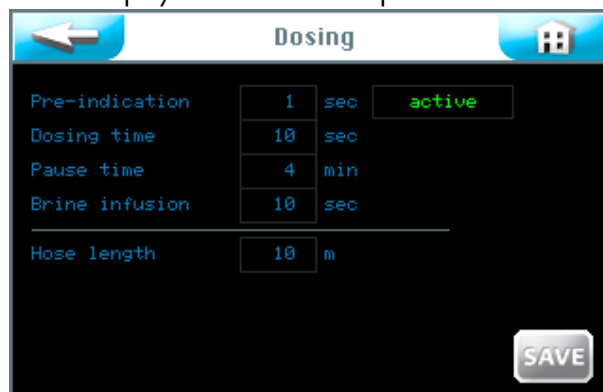 Dosing
Pre-indication 1 sec active
Dosing time 10 sec
Pause time 4 min
Brine infusion 10 sec
Hose length 10 m
SAVE